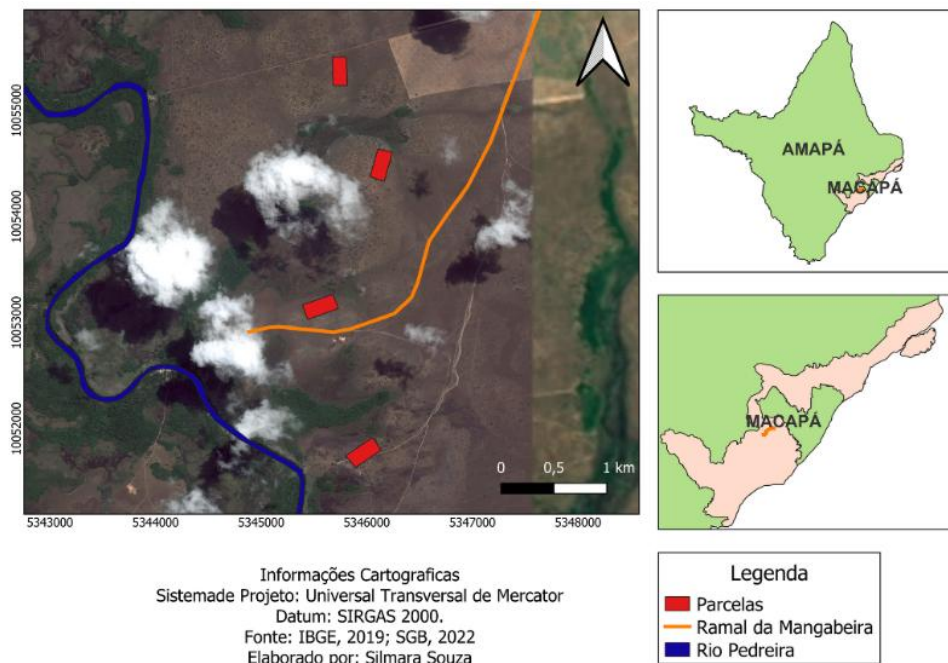 10055000
10054000
10053000
10052000
5343000
5344000
5345000
5346000
5347000
5348000
0
0,5
1 km
AMAPÁ
MACAPÁ
MACAPÁ
Informações Cartograficas
Sistemade Projeto: Universal Transversal de Mercator
Datum: SIRGAS 2000.
Fonte: IBGE, 2019; SGB, 2022
Elaborado por: Silmara Souza
Legenda
Parcelas
Ramal da Mangabeira
Rio Pedreira